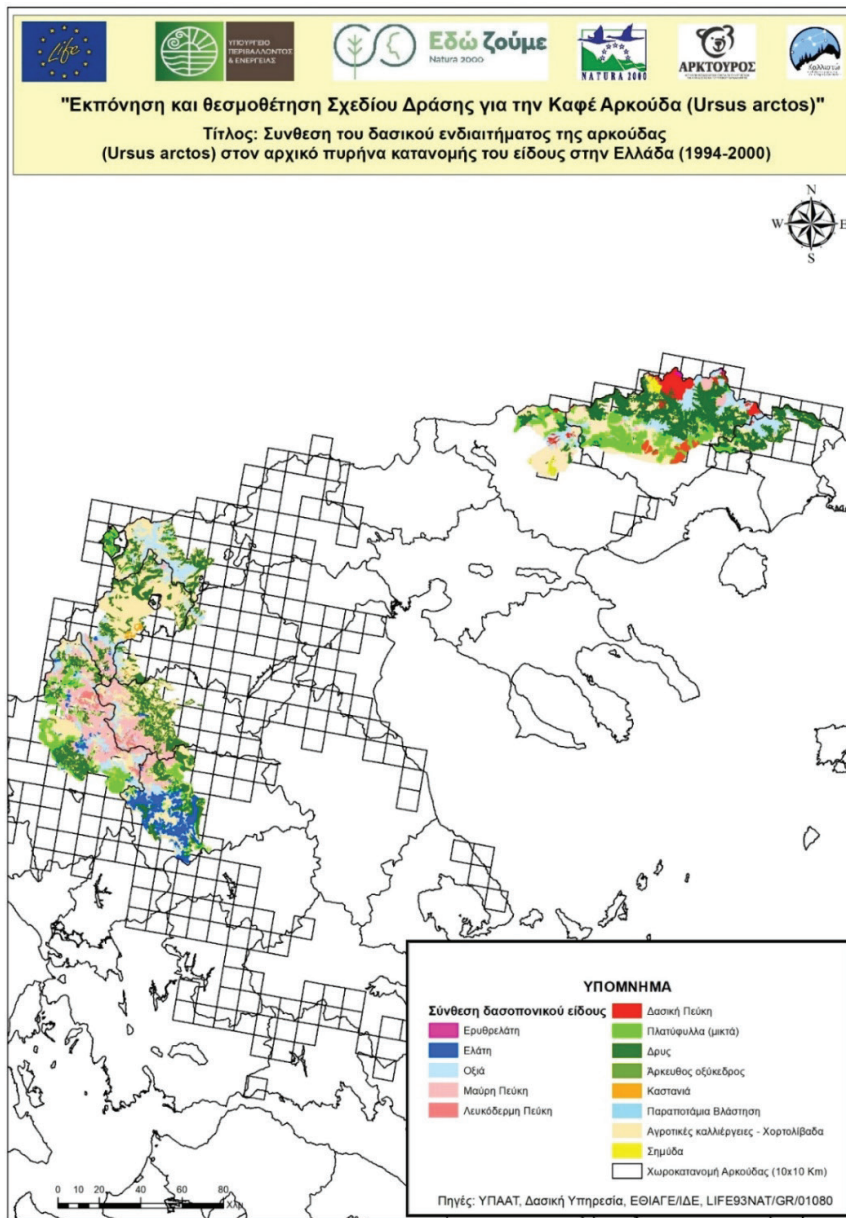 Life
ΥΠΟΥΡΓΕΙΟ
ΠΕΡΙΒΑΛΛΟΝΤΟΣ
& ΕΝΕΡΓΕΙΑΣ
Εδώ ζούμε
Natura 2000
NATURA 2000
ΑΡΚΤΟΥΡΟΣ
Καλλιστώ
"Εκπόνηση και θεσμοθέτηση Σχεδίου Δράσης για την Καφέ Αρκούδα (Ursus arctos)"
Τίτλος: Συνθεση του δασικού ενδιαιτήματος της αρκούδας
(Ursus arctos) στον αρχικό πυρήνα κατανομής του είδους στην Ελλάδα (1994-2000)
N
W E
S
ΥΠΟΜΝΗΜΑ
Σύνθεση δασοπονικού είδους
Ερυθρελάτη
Ελάτη
Οξιά
Μαύρη Πεύκη
Λευκόδερμη Πεύκη
Δασική Πεύκη
Πλατύφυλλα (μικτά)
Δρυς
Άρκευθος οξύκεδρος
Καστανιά
Παραποτάμια Βλάστηση
Αγροτικές καλλιέργειες - Χορτολίβαδα
Σημύδα
Χωροκατανομή Αρκούδας (10x10 Km)
0 10 20 40 60 80
Χλμ
Πηγές: ΥΠΑΑΤ, Δασική Υπηρεσία, ΕΘΙΑΓΕ/ΙΔΕ, LIFE93NAT/GR/01080